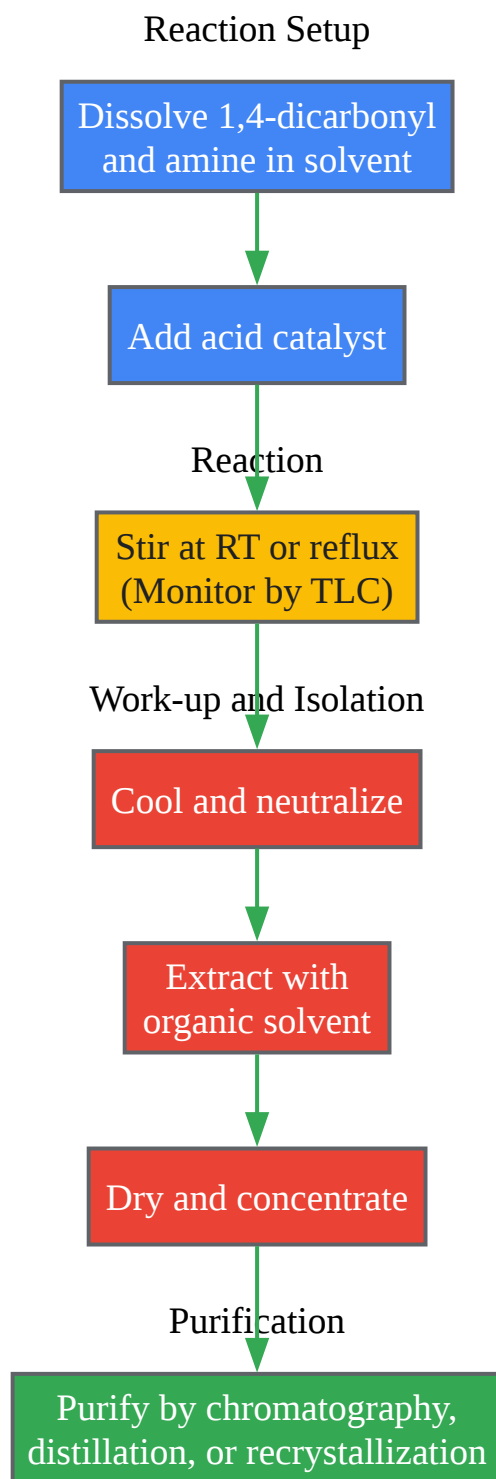 Reaction Setup
Dissolve 1,4-dicarbonyl
and amine in solvent
Add acid catalyst
Reaction
Stir at RT or reflux
(Monitor by TLC)
Work-up and Isolation
Cool and neutralize
Extract with
organic solvent
Dry and concentrate
Purification
Purify by chromatography,
distillation, or recrystallization